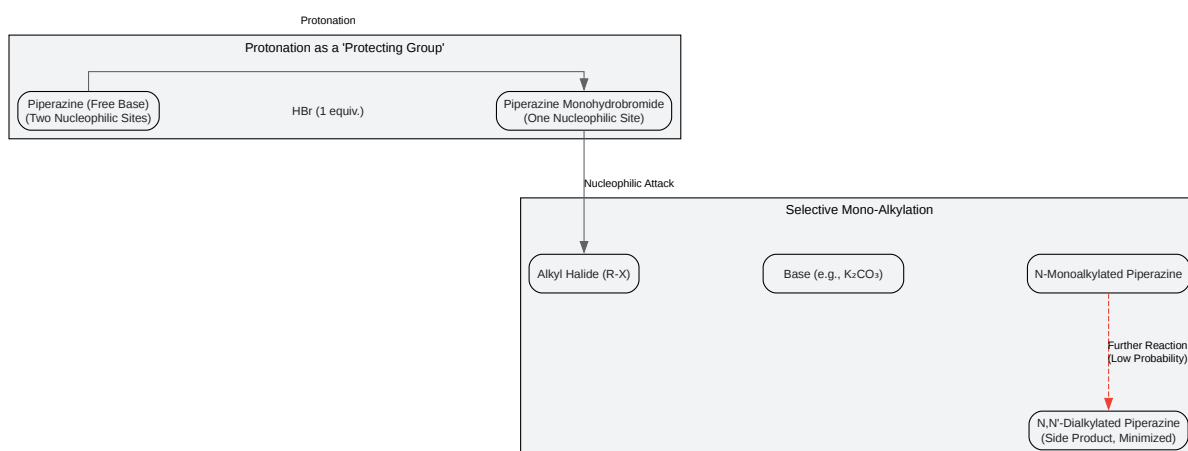 Protonation
Protonation as a 'Protecting Group'
Piperazine (Free Base)
(Two Nucleophilic Sites)
HBr (1 equiv.)
Piperazine Monohydrobromide
(One Nucleophilic Site)
Nucleophilic Attack
Selective Mono-Alkylation
Alkyl Halide (R-X)
Base (e.g., K₂CO₃)
N-Monoalkylated Piperazine
Further Reaction
(Low Probability)
N,N'-Dialkylated Piperazine
(Side Product, Minimized)